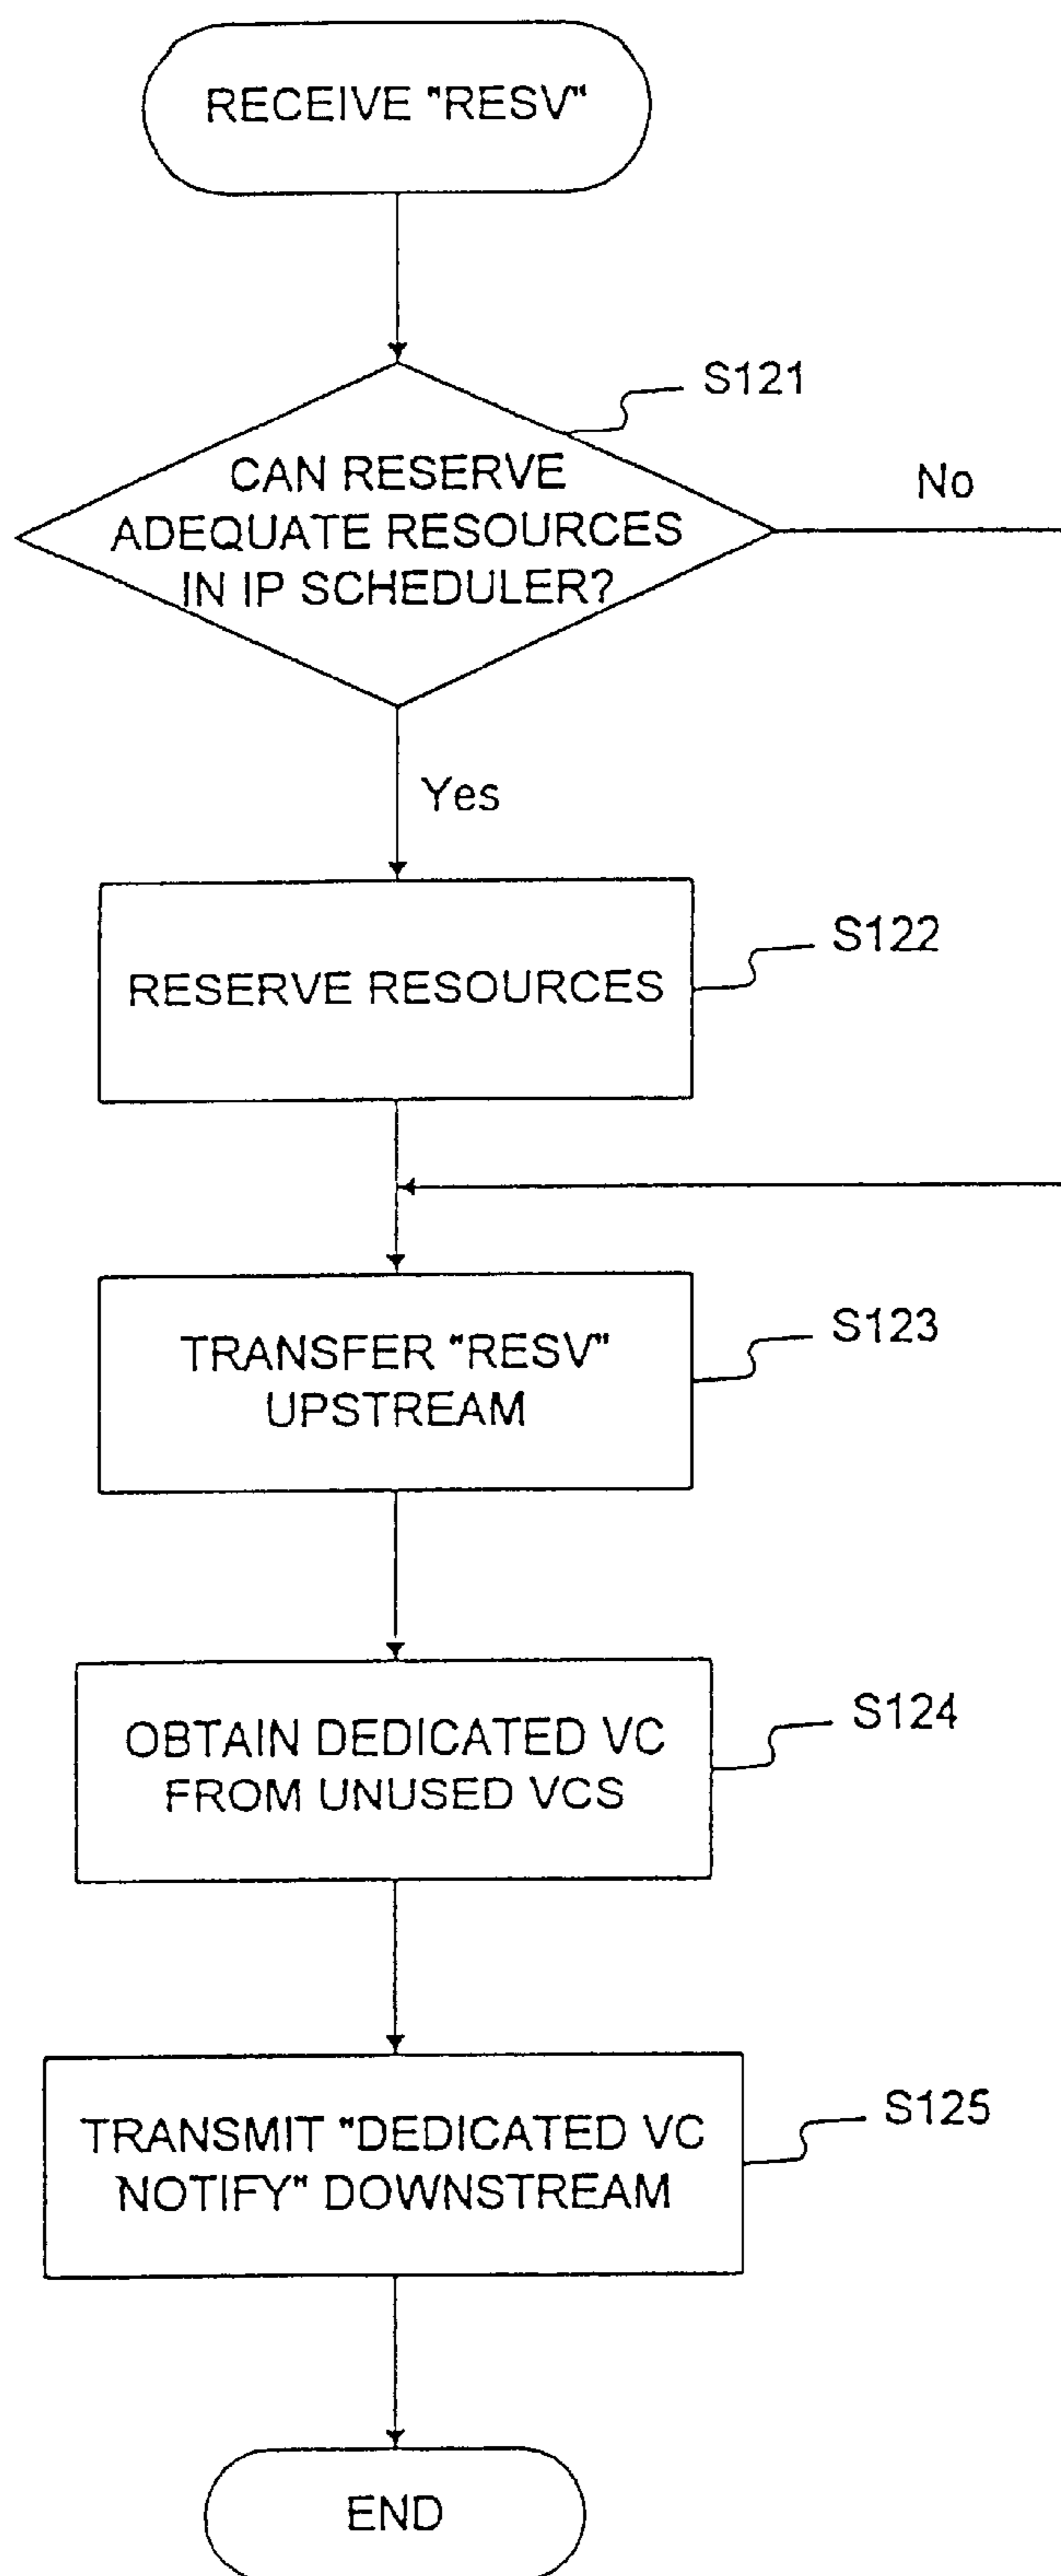 RECEIVE "RESV"
S121
CAN RESERVE
ADEQUATE RESOURCES
IN IP SCHEDULER?
No
Yes
S122
RESERVE RESOURCES
S123
TRANSFER "RESV"
UPSTREAM
S124
OBTAIN DEDICATED VC
FROM UNUSED VCS
S125
TRANSMIT "DEDICATED VC
NOTIFY" DOWNSTREAM
END